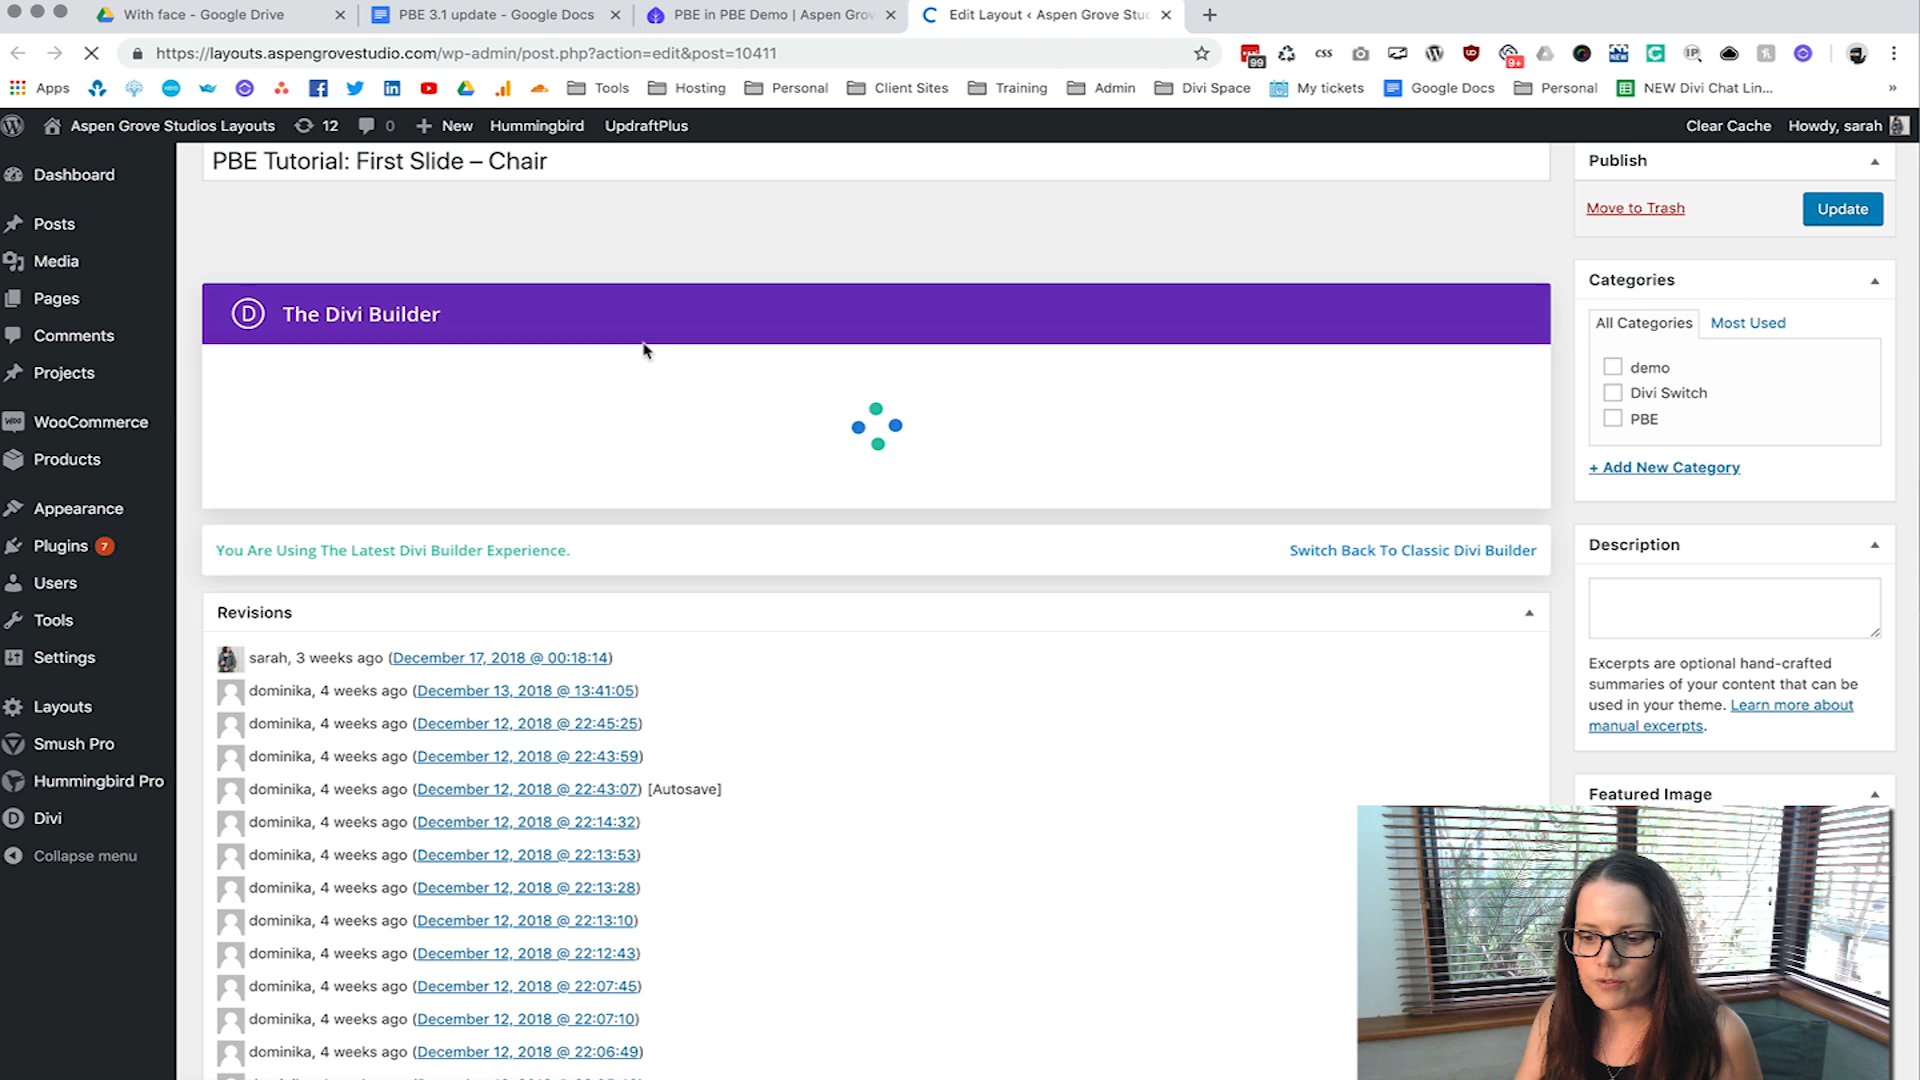 With face - Google Drive
PBE 3.1 update - Google Docs
PBE in PBE Demo | Aspen Grov
Edit Layout ‹ Aspen Grove Stu
https://layouts.aspengrovestudio.com/wp-admin/post.php?action=edit&post=10411
99
CSS
NEW
9+
IP
Apps
Tools
Hosting
Personal
Client Sites
Training
Admin
Divi Space
My tickets
Google Docs
Personal
NEW Divi Chat Lin...
»
Aspen Grove Studios Layouts
12
0
New
Hummingbird
UpdraftPlus
Clear Cache
Howdy, sarah
Dashboard
Posts
Media
Pages
Comments
Projects
WooCommerce
Products
Appearance
Plugins 7
Users
Tools
Settings
Layouts
Smush Pro
Hummingbird Pro
Divi
Collapse menu
PBE Tutorial: First Slide – Chair
D The Divi Builder
You Are Using The Latest Divi Builder Experience.
Switch Back To Classic Divi Builder
Revisions
sarah, 3 weeks ago (December 17, 2018 @ 00:18:14)
dominika, 4 weeks ago (December 13, 2018 @ 13:41:05)
dominika, 4 weeks ago (December 12, 2018 @ 22:45:25)
dominika, 4 weeks ago (December 12, 2018 @ 22:43:59)
dominika, 4 weeks ago (December 12, 2018 @ 22:43:07) [Autosave]
dominika, 4 weeks ago (December 12, 2018 @ 22:14:32)
dominika, 4 weeks ago (December 12, 2018 @ 22:13:53)
dominika, 4 weeks ago (December 12, 2018 @ 22:13:28)
dominika, 4 weeks ago (December 12, 2018 @ 22:13:10)
dominika, 4 weeks ago (December 12, 2018 @ 22:12:43)
dominika, 4 weeks ago (December 12, 2018 @ 22:07:45)
dominika, 4 weeks ago (December 12, 2018 @ 22:07:10)
dominika, 4 weeks ago (December 12, 2018 @ 22:06:49)
Publish
Move to Trash
Update
Categories
All Categories
Most Used
demo
Divi Switch
PBE
+ Add New Category
Description
Excerpts are optional hand-crafted
summaries of your content that can be
used in your theme. Learn more about
manual excerpts.
Featured Image